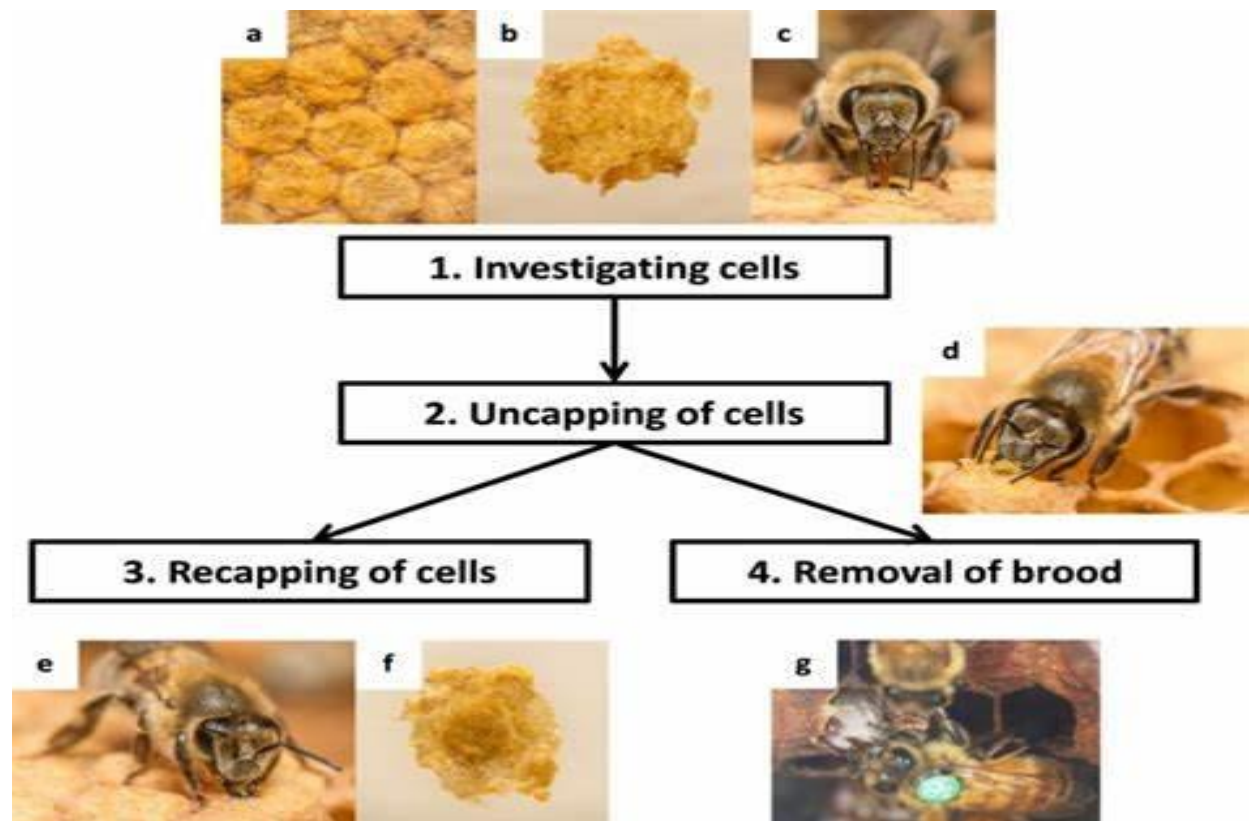 a
b
c
1. Investigating cells
d
2. Uncapping of cells
3. Recapping of cells
4. Removal of brood
e
f
g